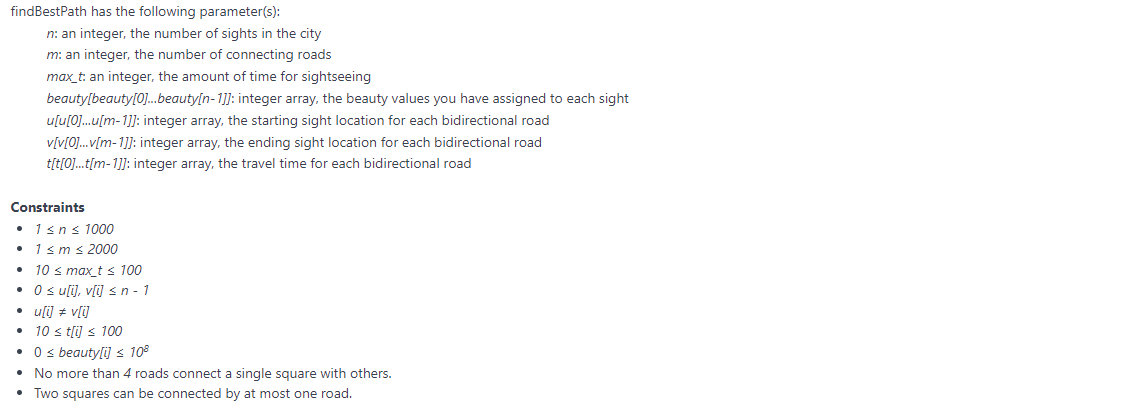 findBestPath has the following parameter(s):
n: an integer, the number of sights in the city
m: an integer, the number of connecting roads
max_t: an integer, the amount of time for sightseeing
beauty[beauty[0]...beauty[n-1]]: integer array, the beauty values you have assigned to each sight
u[u[0]...u[m-1]]: integer array, the starting sight location for each bidirectional road
v[v[0]...v[m-1]]: integer array, the ending sight location for each bidirectional road
t[t[0]...t[m-1]]: integer array, the travel time for each bidirectional road
Constraints
• 1 ≤ n ≤ 1000
• 1 ≤ m ≤ 2000
• 10 ≤ max_t ≤ 100
• 0 ≤ u[i], v[i] ≤ n - 1
• u[i] ≠ v[i]
• 10 ≤ t[i] ≤ 100
• 0 ≤ beauty[i] ≤ 10⁸
• No more than 4 roads connect a single square with others.
• Two squares can be connected by at most one road.